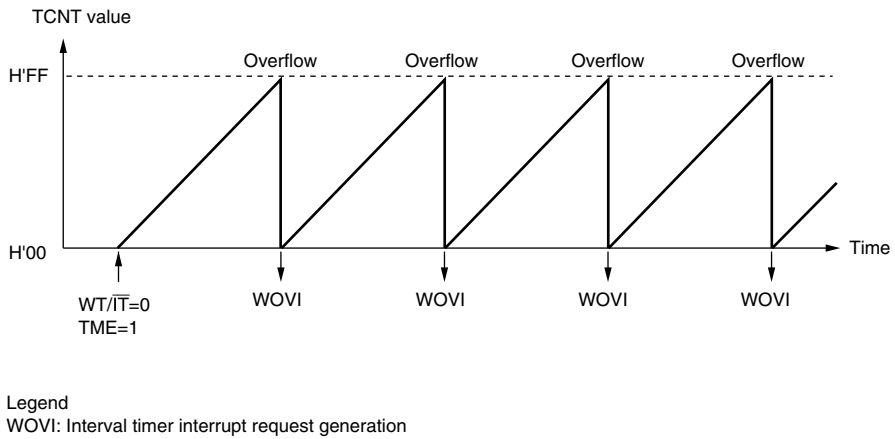 TCNT value
Overflow Overflow Overflow Overflow
H'FF
H'00
Time
WT/I̅T̅=0
TME=1
WOVI WOVI WOVI WOVI
Legend
WOVI: Interval timer interrupt request generation